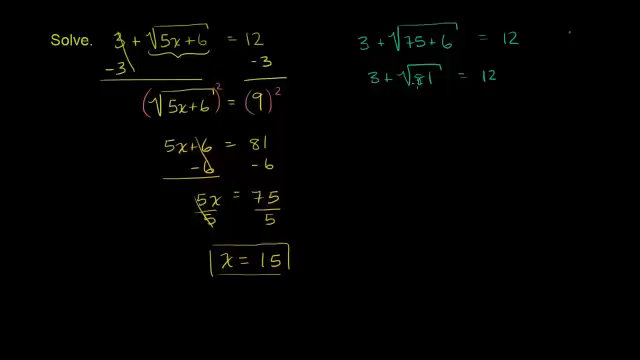 Solve. 3 + √5x+6 = 12
-3 -3
(√5x+6)² = (9)²
5x+6 = 81
-6 -6
5x = 75
5 5
x = 15
3 + √75+6 = 12
3 + √81 = 12